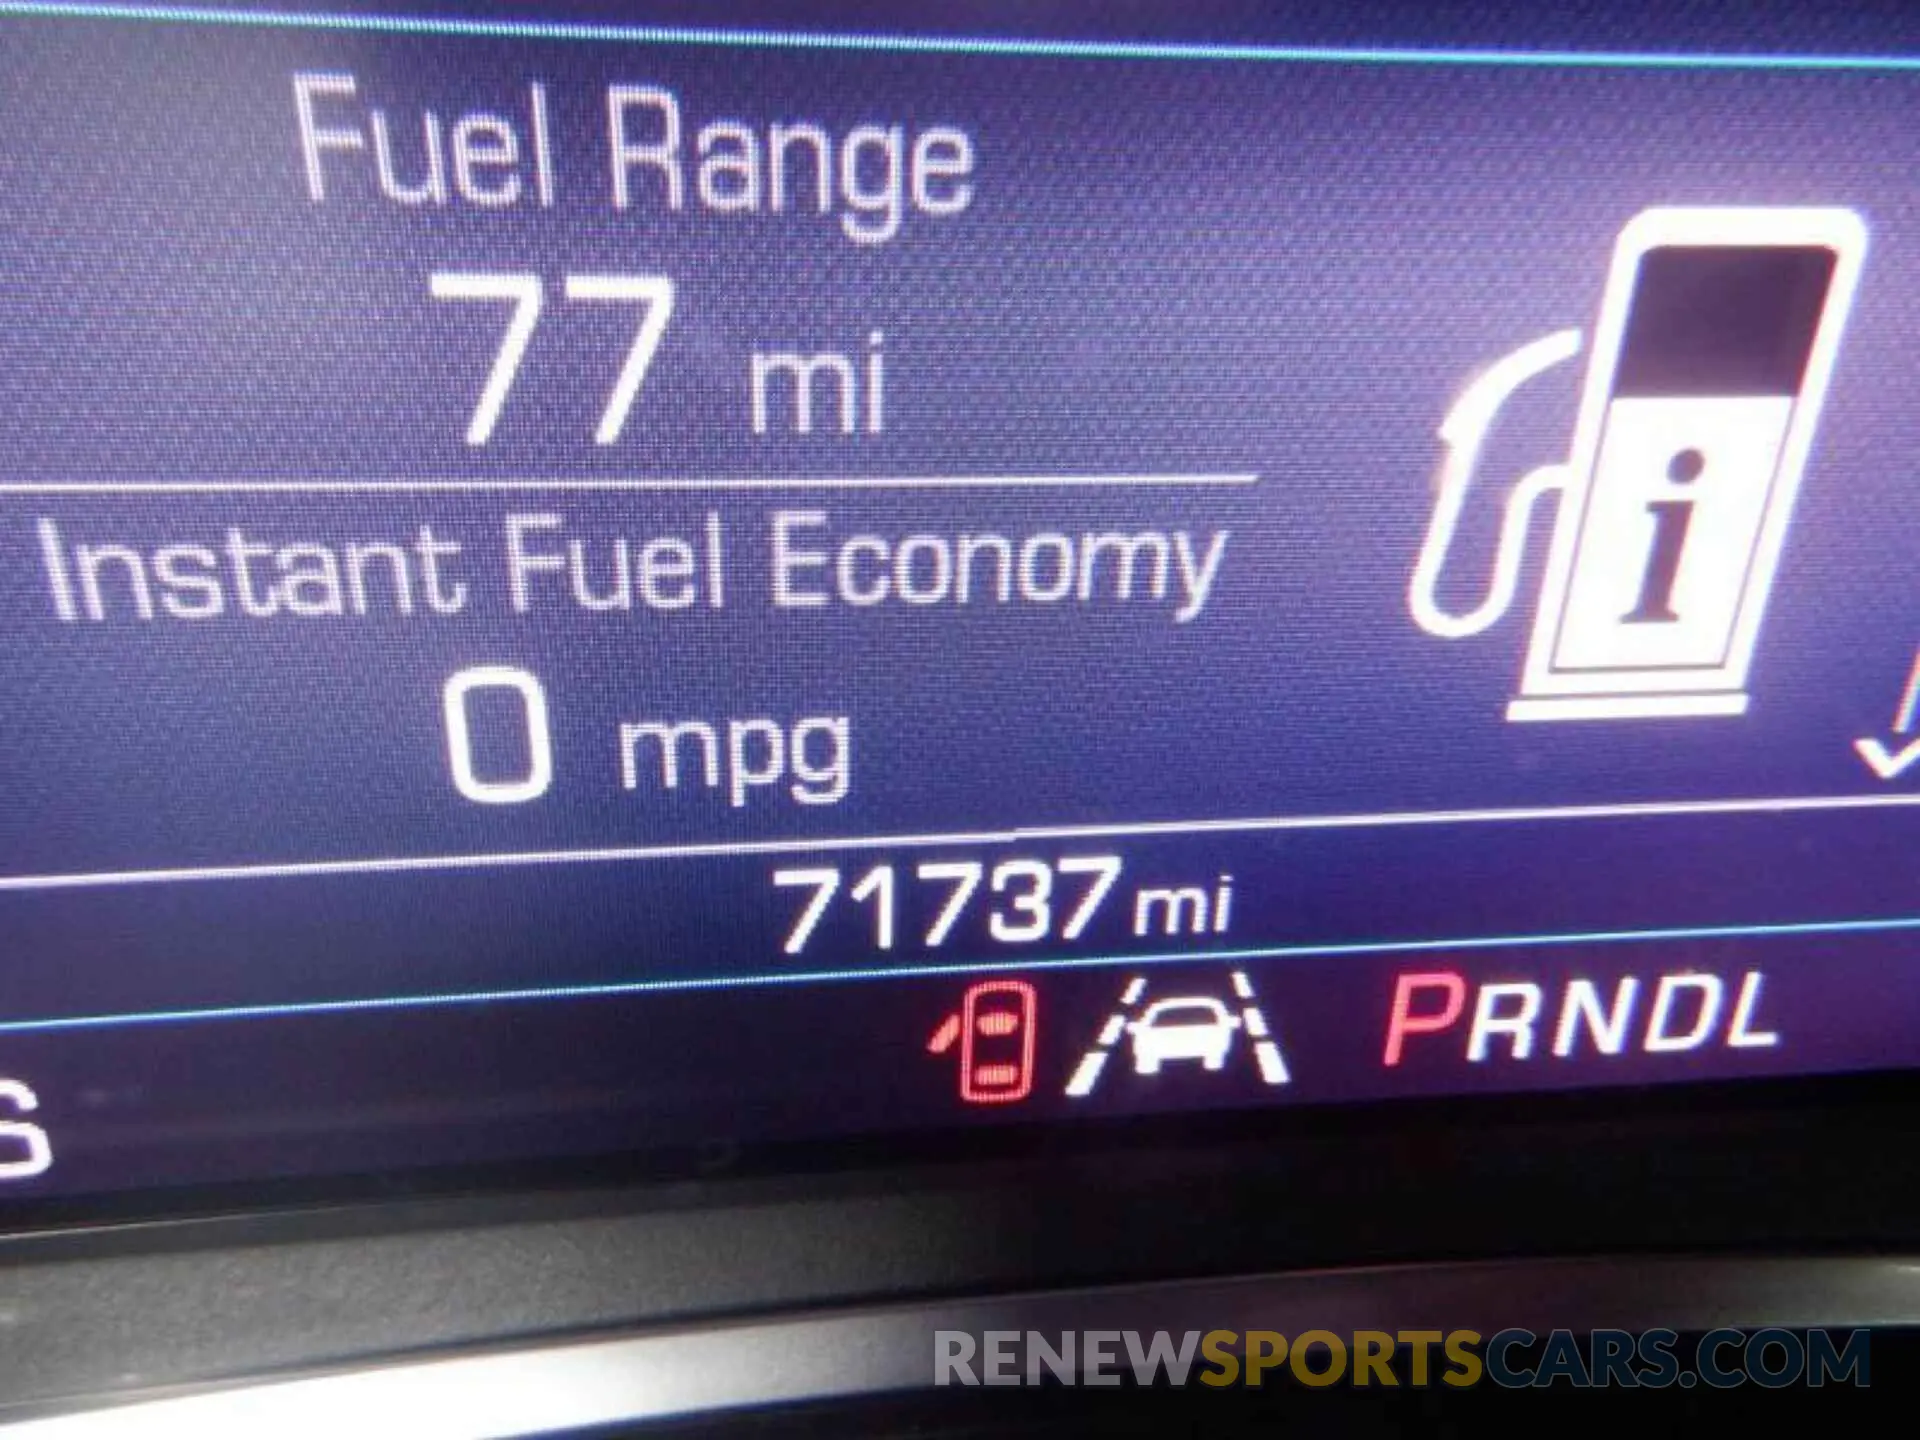 Fuel Range
77 mi
Instant Fuel Economy
0 mpg
i
71737 mi
PRNDL
S
RENEWSPORTSCARS.COM